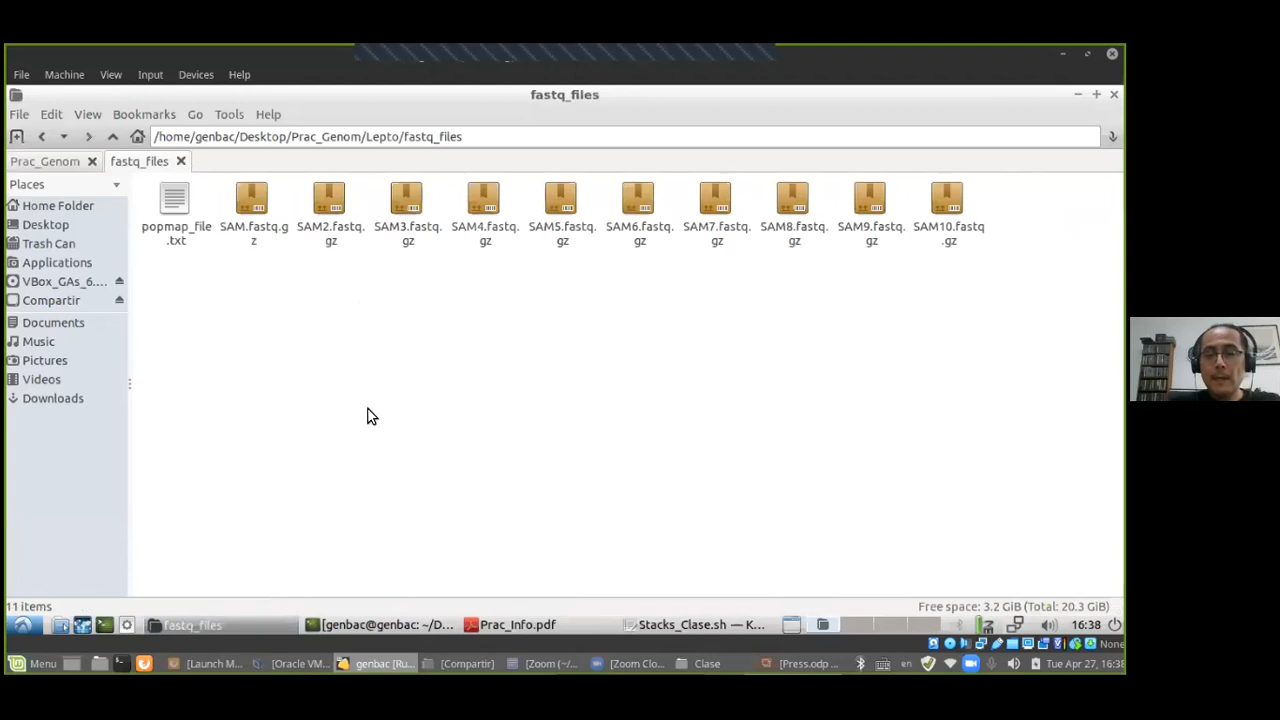 File Machine View Input Devices Help
fastq_files
File Edit View Bookmarks Go Tools Help
/home/genbac/Desktop/Prac_Genom/Lepto/fastq_files
Prac_Genom fastq_files
Places
Home Folder
Desktop
Trash Can
Applications
VBox_GAs_6....
Compartir
Documents
Music
Pictures
Videos
Downloads
popmap_file
.txt
SAM.fastq.g
z
SAM2.fastq.
gz
SAM3.fastq.
gz
SAM4.fastq.
gz
SAM5.fastq.
gz
SAM6.fastq.
gz
SAM7.fastq.
gz
SAM8.fastq.
gz
SAM9.fastq.
gz
SAM10.fastq
.gz
11 items Free space: 3.2 GiB (Total: 20.3 GiB)
fastq_files [genbac@genbac: ~/D... Prac_Info.pdf Stacks_Clase.sh — K... 16:38
None
Menu [Launch M... [Oracle VM... genbac [Ru... [Compartir] [Zoom (~/... [Zoom Clo... Clase [Press.odp ... en Tue Apr 27, 16:38